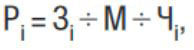 Pᵢ = Зᵢ ÷ M ÷ Чᵢ,